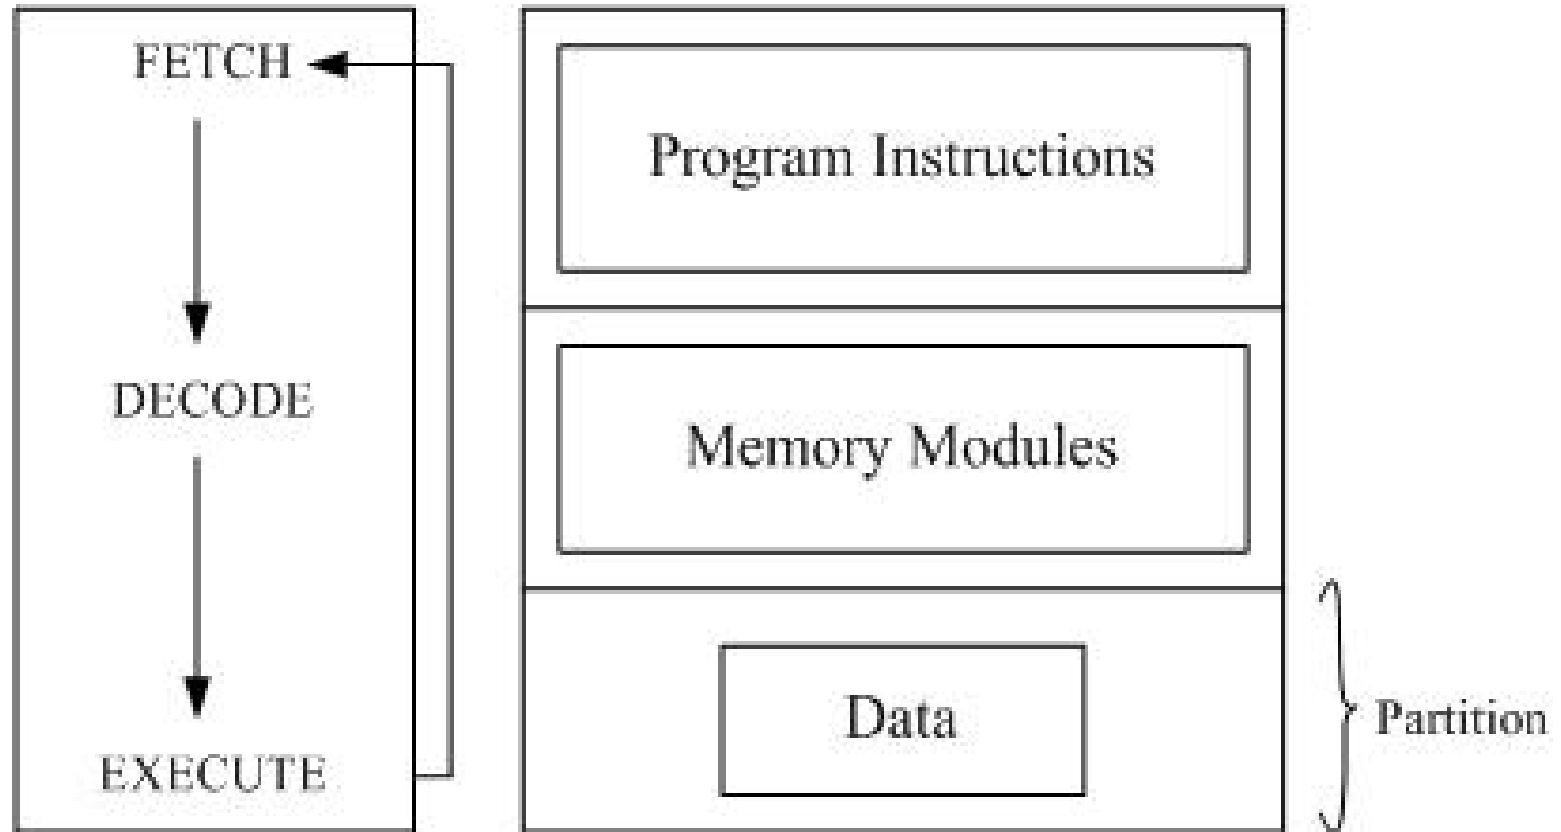 FETCH
DECODE
EXECUTE
Program Instructions
Memory Modules
Data
Partition